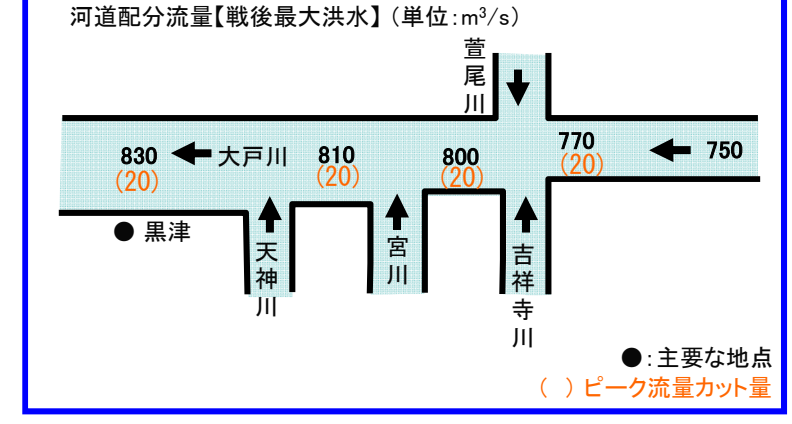 河道配分流量【戦後最大洪水】（単位:m³/s）
萱尾川
830
大戸川
810
800
770
750
(20)
(20)
(20)
(20)
● 黒津
天神川
宮川
吉祥寺川
●:主要な地点
（　）ピーク流量カット量